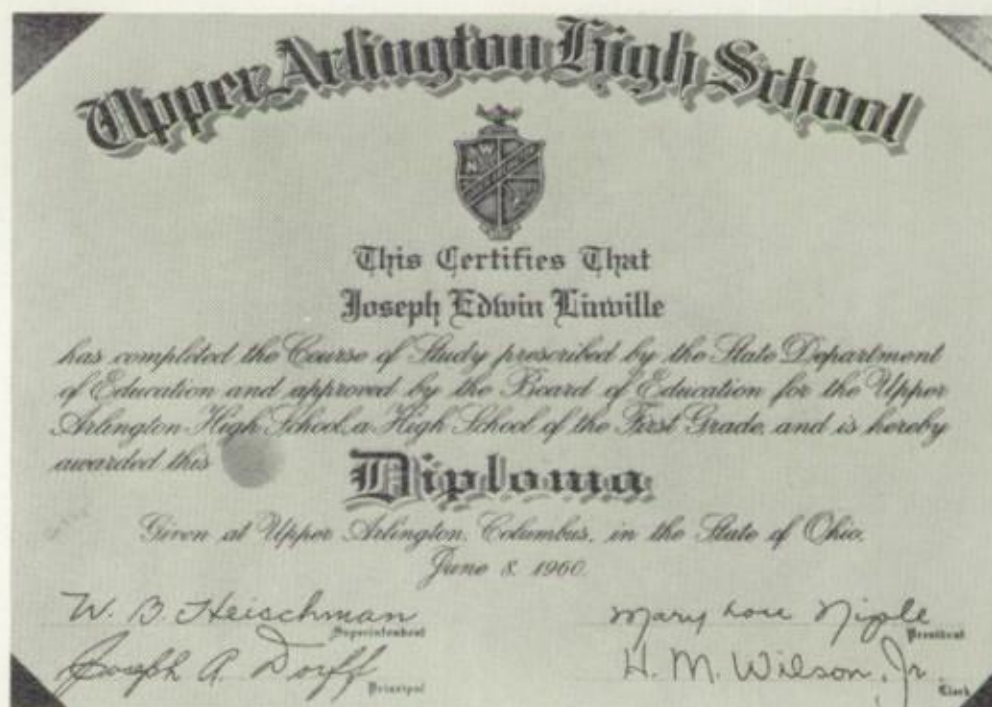 Upper Arlington High School
This Certifies That
Joseph Edwin Linville
has completed the Course of Study prescribed by the State Department
of Education and approved by the Board of Education for the Upper
Arlington High School, a High School of the First Grade, and is hereby
awarded this
Diploma
Given at Upper Arlington, Columbus, in the State of Ohio,
June 8, 1960.
W. B. Heischman
Superintendent
Mary Lou Niple
President
Joseph A. Dorff
Principal
H. M. Wilson, Jr.
Clerk